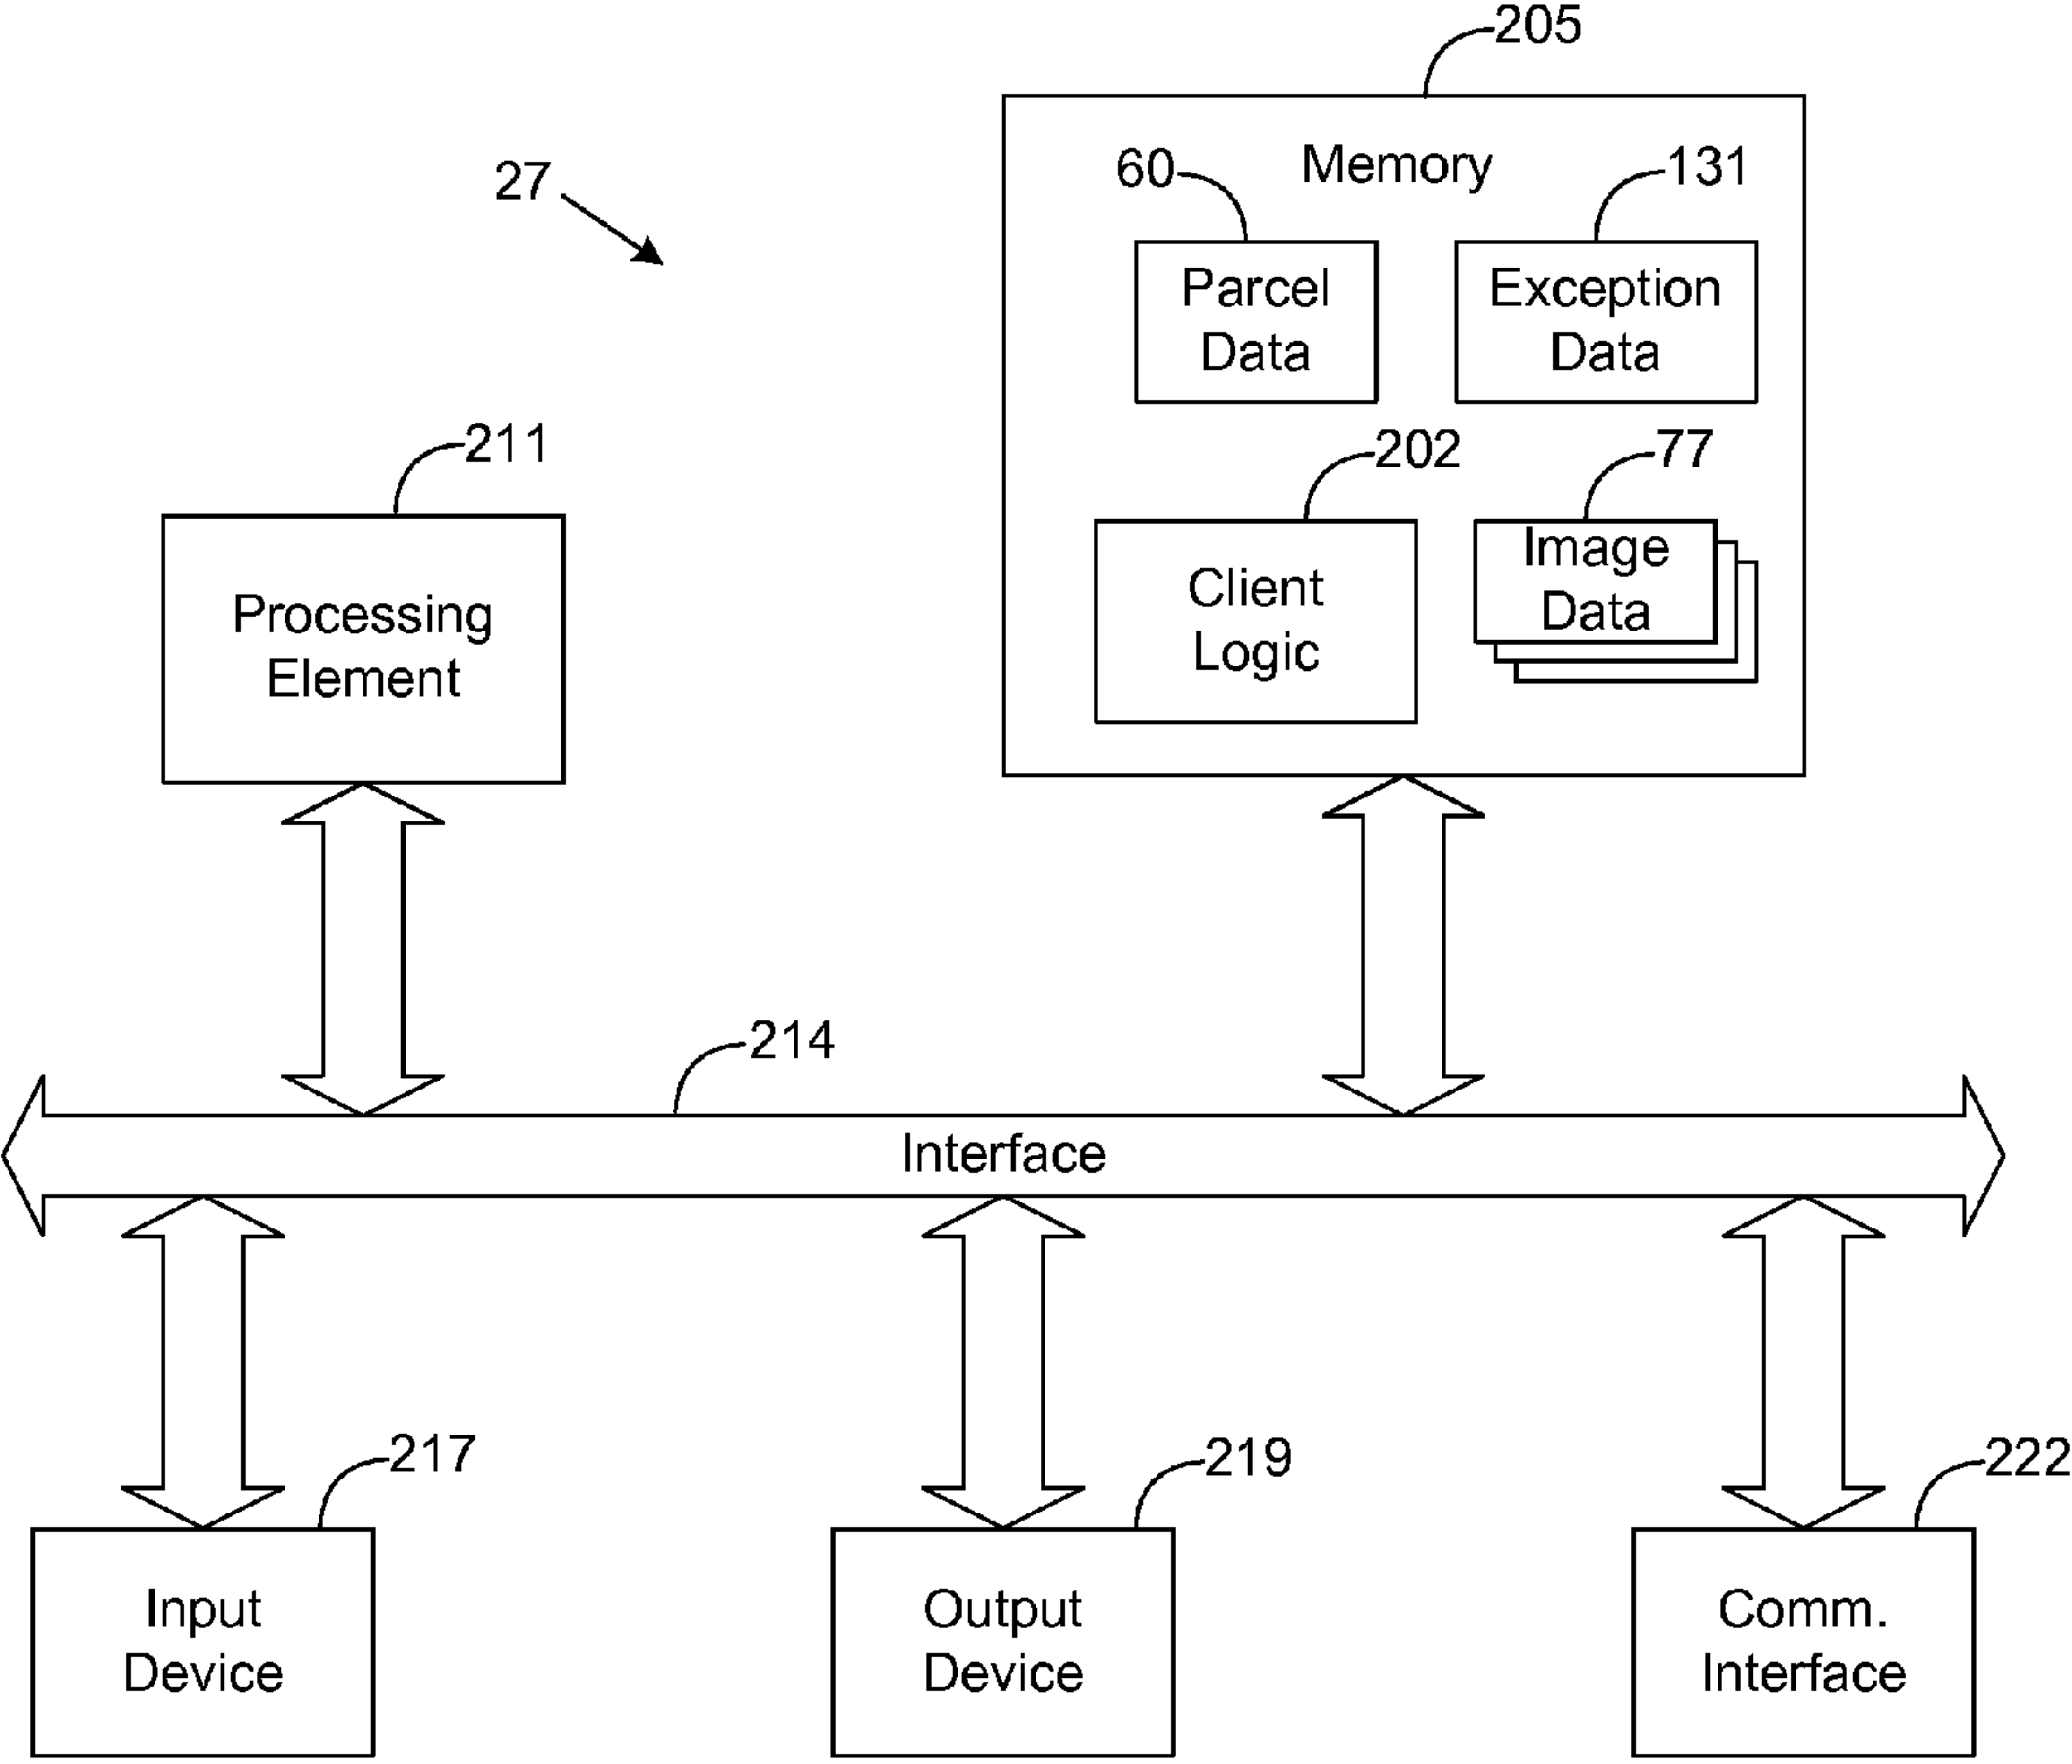 205
27
60
Memory
131
Parcel
Data
Exception
Data
211
202
77
Processing
Element
Client
Logic
Image
Data
214
Interface
217
219
222
Input
Device
Output
Device
Comm.
Interface